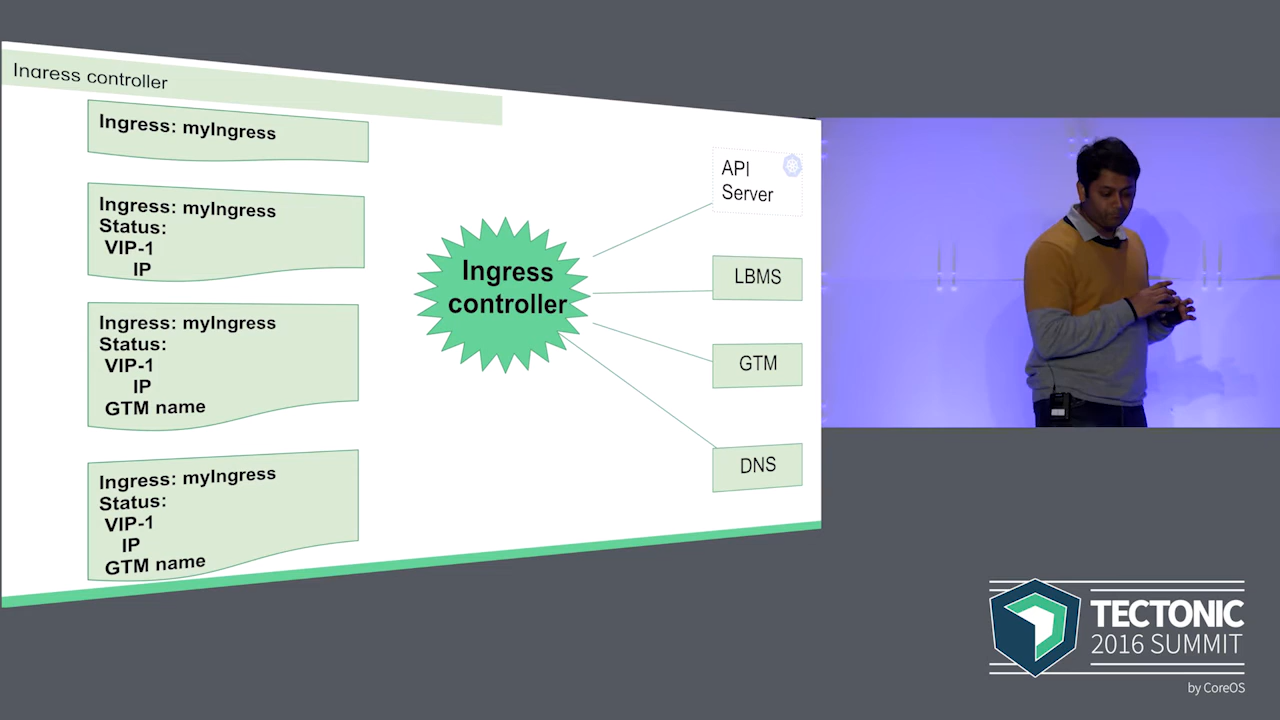 Ingress controller
Ingress: myIngress
Ingress: myIngress
Status:
VIP-1
IP
Ingress: myIngress
Status:
VIP-1
IP
GTM name
Ingress: myIngress
Status:
VIP-1
IP
GTM name
Ingress
controller
API
Server
LBMS
GTM
DNS
TECTONIC
2016 SUMMIT
by CoreOS